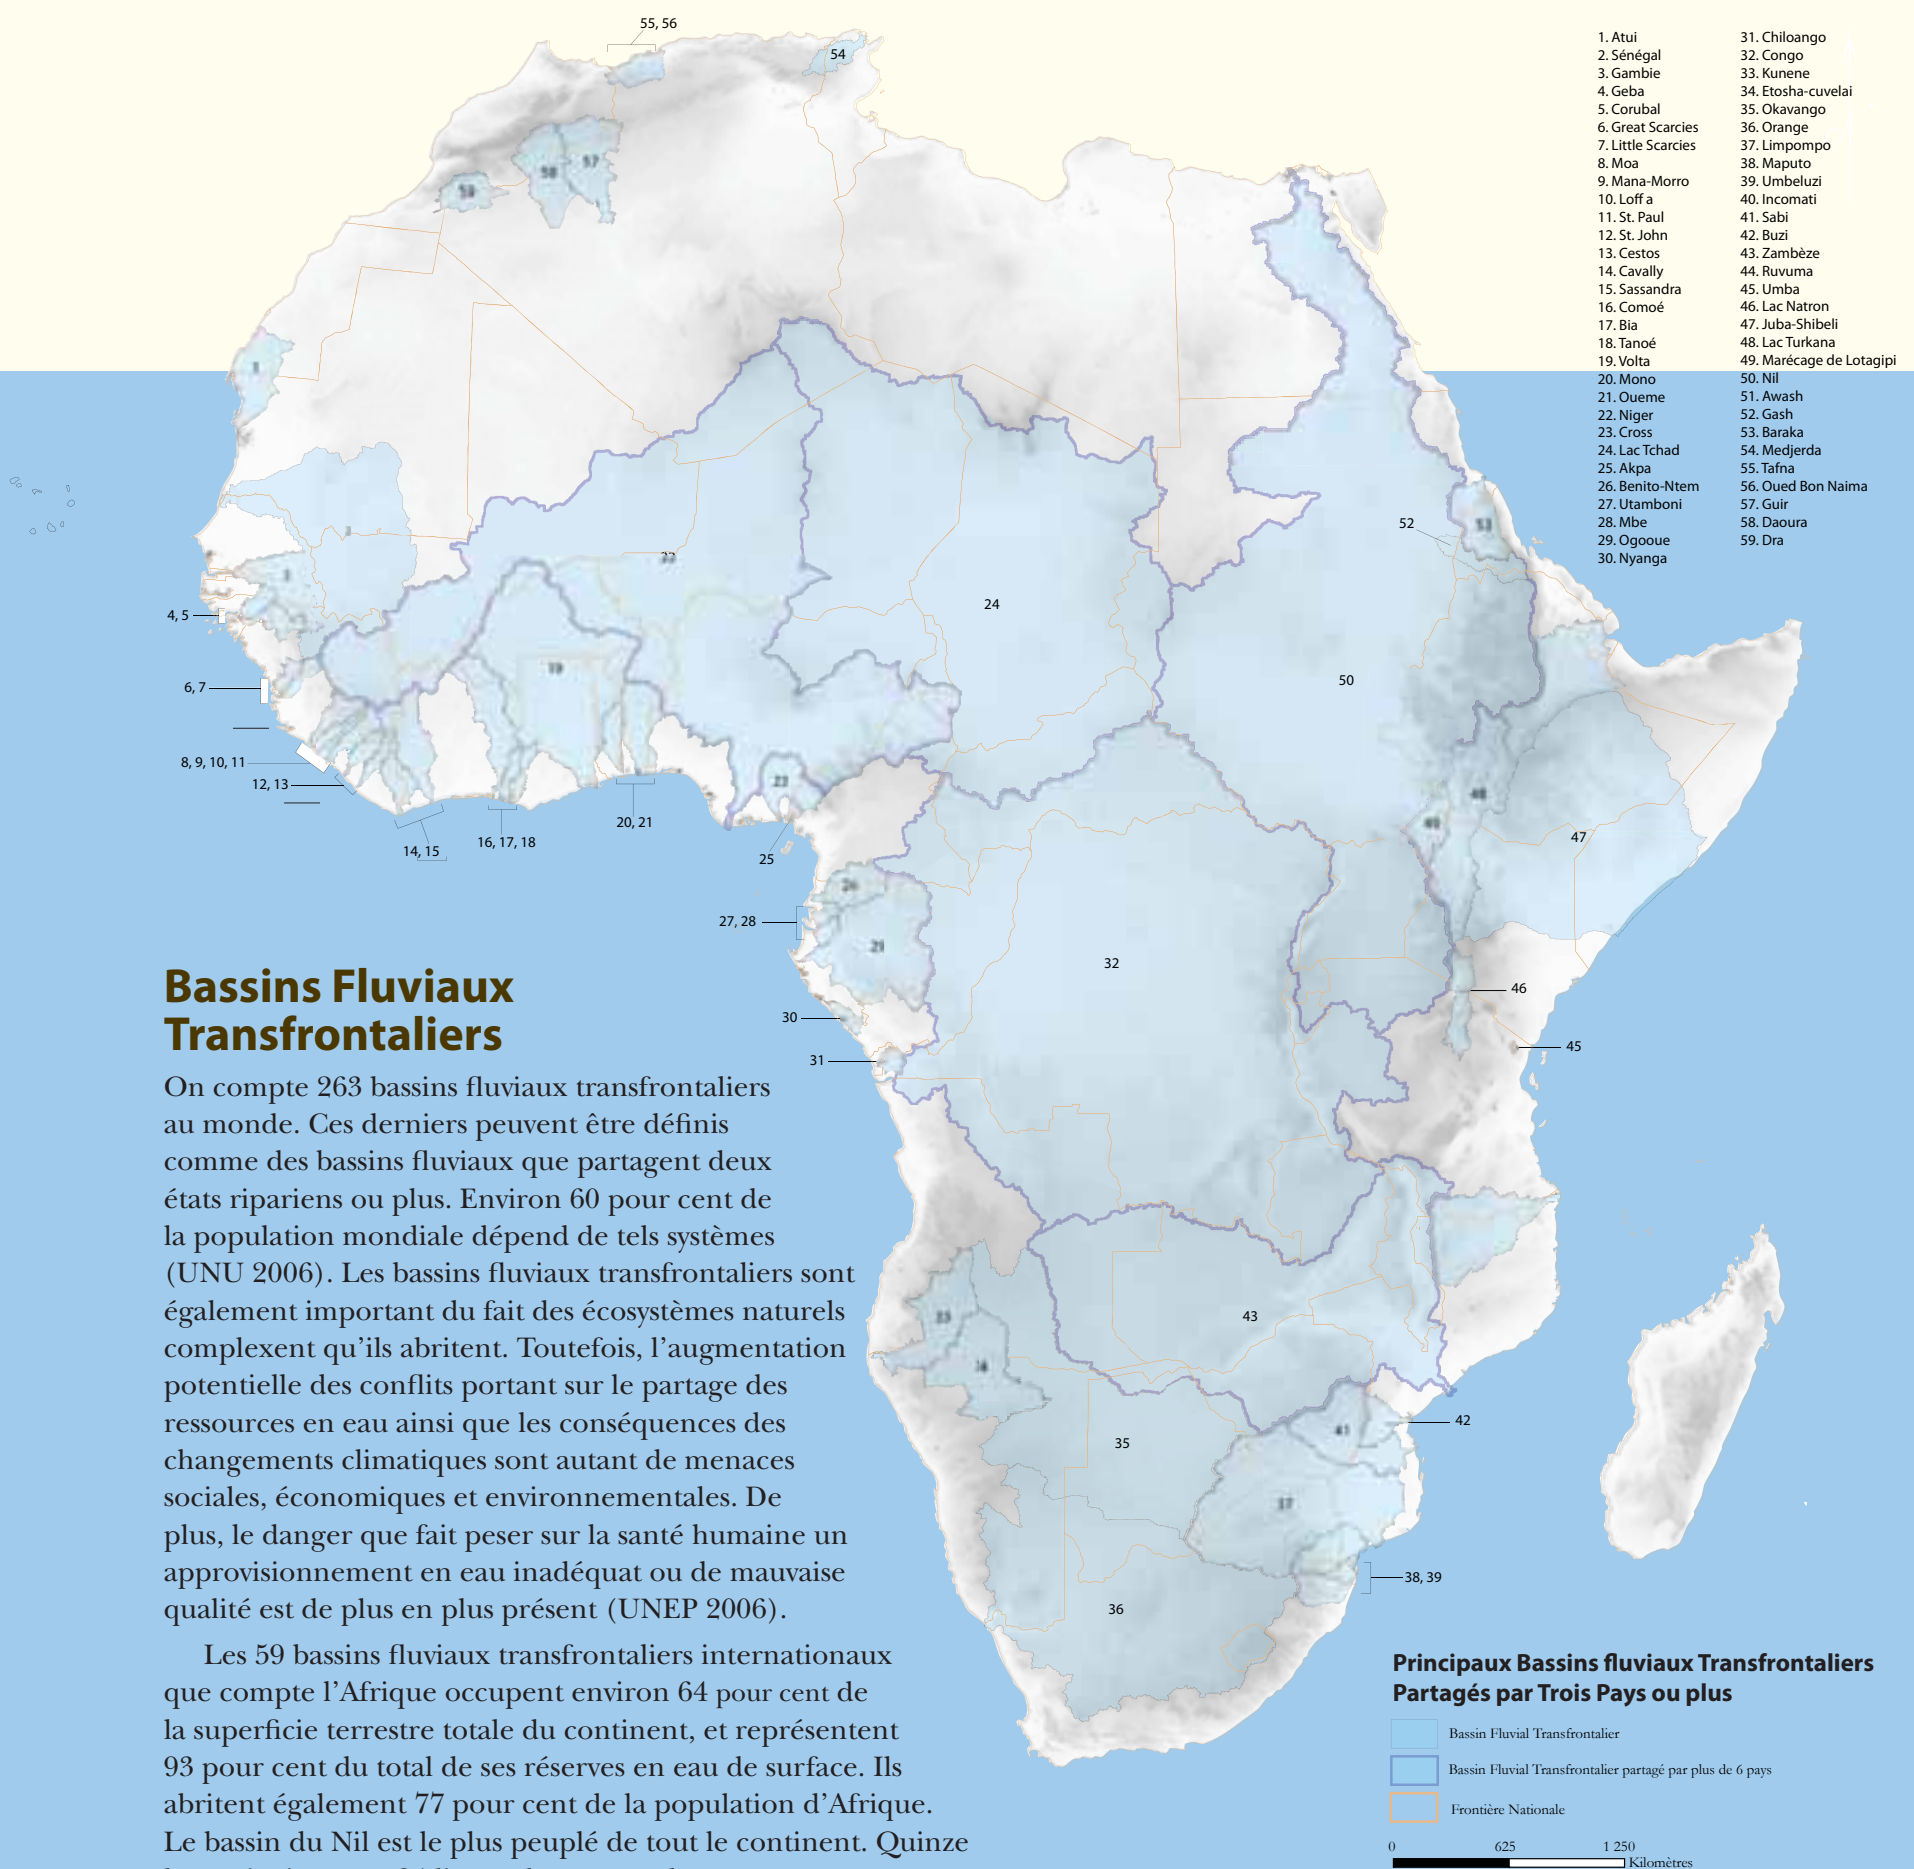 55, 56
54
57
58
59
1
4, 5
6, 7
8, 9, 10, 11
12, 13
14, 15
16, 17, 18
19
20, 21
22
24
25
26
27, 28
30
31
32
50
52
53
48
49
47
46
45
43
42
41
35
37
36
38, 39
1. Atui
2. Sénégal
3. Gambie
4. Geba
5. Corubal
6. Great Scarcies
7. Little Scarcies
8. Moa
9. Mana-Morro
10. Loff a
11. St. Paul
12. St. John
13. Cestos
14. Cavally
15. Sassandra
16. Comoé
17. Bia
18. Tanoé
19. Volta
20. Mono
21. Oueme
22. Niger
23. Cross
24. Lac Tchad
25. Akpa
26. Benito-Ntem
27. Utamboni
28. Mbe
29. Ogooue
30. Nyanga
31. Chiloango
32. Congo
33. Kunene
34. Etosha-cuvelai
35. Okavango
36. Orange
37. Limpompo
38. Maputo
39. Umbeluzi
40. Incomati
41. Sabi
42. Buzi
43. Zambèze
44. Ruvuma
45. Umba
46. Lac Natron
47. Juba-Shibeli
48. Lac Turkana
49. Marécage de Lotagipi
50. Nil
51. Awash
52. Gash
53. Baraka
54. Medjerda
55. Tafna
56. Oued Bon Naima
57. Guir
58. Daoura
59. Dra
Bassins Fluviaux
Transfrontaliers
On compte 263 bassins fluviaux transfrontaliers
au monde. Ces derniers peuvent être définis
comme des bassins fluviaux que partagent deux
états ripariens ou plus. Environ 60 pour cent de
la population mondiale dépend de tels systèmes
(UNU 2006). Les bassins fluviaux transfrontaliers sont
également important du fait des écosystèmes naturels
complexent qu'ils abritent. Toutefois, l'augmentation
potentielle des conflits portant sur le partage des
ressources en eau ainsi que les conséquences des
changements climatiques sont autant de menaces
sociales, économiques et environnementales. De
plus, le danger que fait peser sur la santé humaine un
approvisionnement en eau inadéquat ou de mauvaise
qualité est de plus en plus présent (UNEP 2006).
Les 59 bassins fluviaux transfrontaliers internationaux
que compte l'Afrique occupent environ 64 pour cent de
la superficie terrestre totale du continent, et représentent
93 pour cent du total de ses réserves en eau de surface. Ils
abritent également 77 pour cent de la population d'Afrique.
Le bassin du Nil est le plus peuplé de tout le continent. Quinze
Principaux Bassins fluviaux Transfrontaliers
Partagés par Trois Pays ou plus
Bassin Fluvial Transfrontalier
Bassin Fluvial Transfrontalier partagé par plus de 6 pays
Frontière Nationale
0 625 1 250
Kilomètres